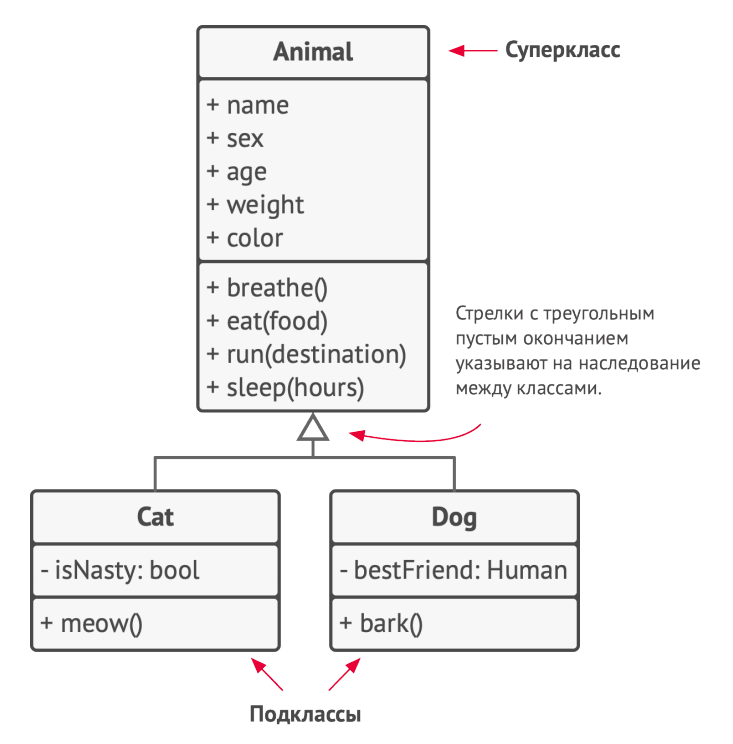 Animal
Суперкласс
+ name
+ sex
+ age
+ weight
+ color
+ breathe()
+ eat(food)
+ run(destination)
+ sleep(hours)
Стрелки с треугольным
пустым окончанием
указывают на наследование
между классами.
Cat
- isNasty: bool
+ meow()
Dog
- bestFriend: Human
+ bark()
Подклассы